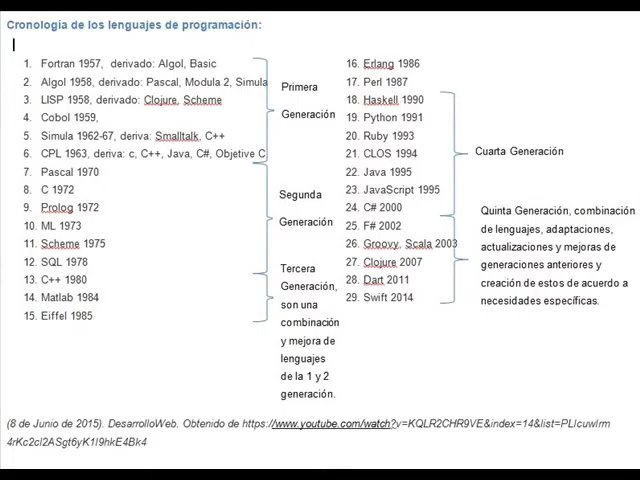 Cronología de los lenguajes de programación:
1. Fortran 1957, derivado: Algol, Basic
2. Algol 1958, derivado: Pascal, Modula 2, Simula
3. LISP 1958, derivado: Clojure, Scheme
4. Cobol 1959,
5. Simula 1962-67, deriva: Smalltalk, C++
6. CPL 1963, deriva: c, C++, Java, C#, Objetive C
7. Pascal 1970
8. C 1972
9. Prolog 1972
10. ML 1973
11. Scheme 1975
12. SQL 1978
13. C++ 1980
14. Matlab 1984
15. Eiffel 1985
Primera
Generación
Segunda
Generación
Tercera
Generación,
son una
combinación
y mejora de
lenguajes
de la 1 y 2
generación.
16. Erlang 1986
17. Perl 1987
18. Haskell 1990
19. Python 1991
20. Ruby 1993
21. CLOS 1994
22. Java 1995
23. JavaScript 1995
24. C# 2000
25. F# 2002
26. Groovy, Scala 2003
27. Clojure 2007
28. Dart 2011
29. Swift 2014
Cuarta Generación
Quinta Generación, combinación
de lenguajes, adaptaciones,
actualizaciones y mejoras de
generaciones anteriores y
creación de estos de acuerdo a
necesidades específicas.
(8 de Junio de 2015). DesarrolloWeb. Obtenido de https://www.youtube.com/watch?v=KQLR2CHR9VE&index=14&list=PLIcuwIrm
4rKc2cI2ASgt6yK1I9hkE4Bk4